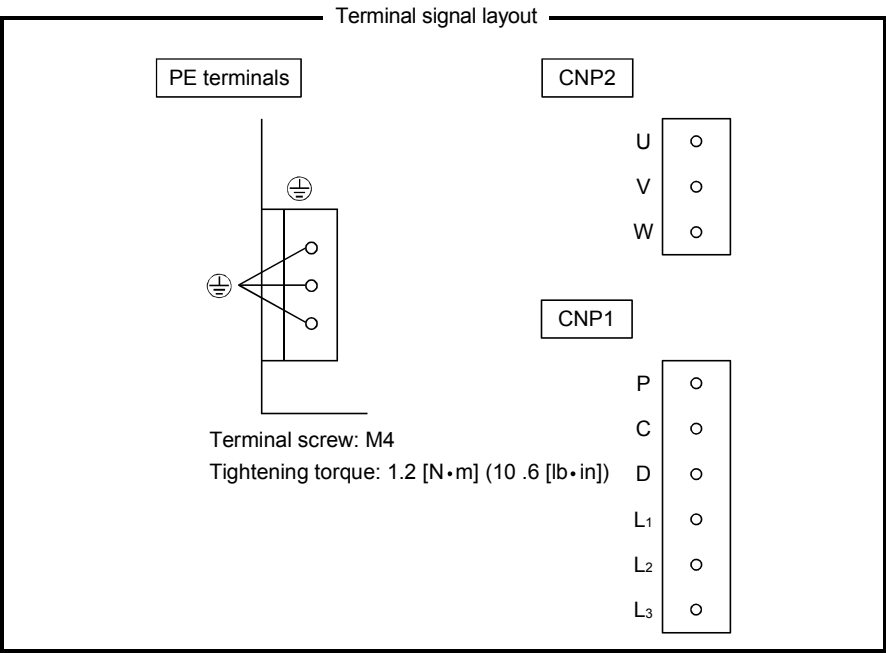 Terminal signal layout
PE terminals
Terminal screw: M4
Tightening torque: 1.2 [N•m] (10 .6 [lb•in])
CNP2
U
V
W
CNP1
P
C
D
L1
L2
L3